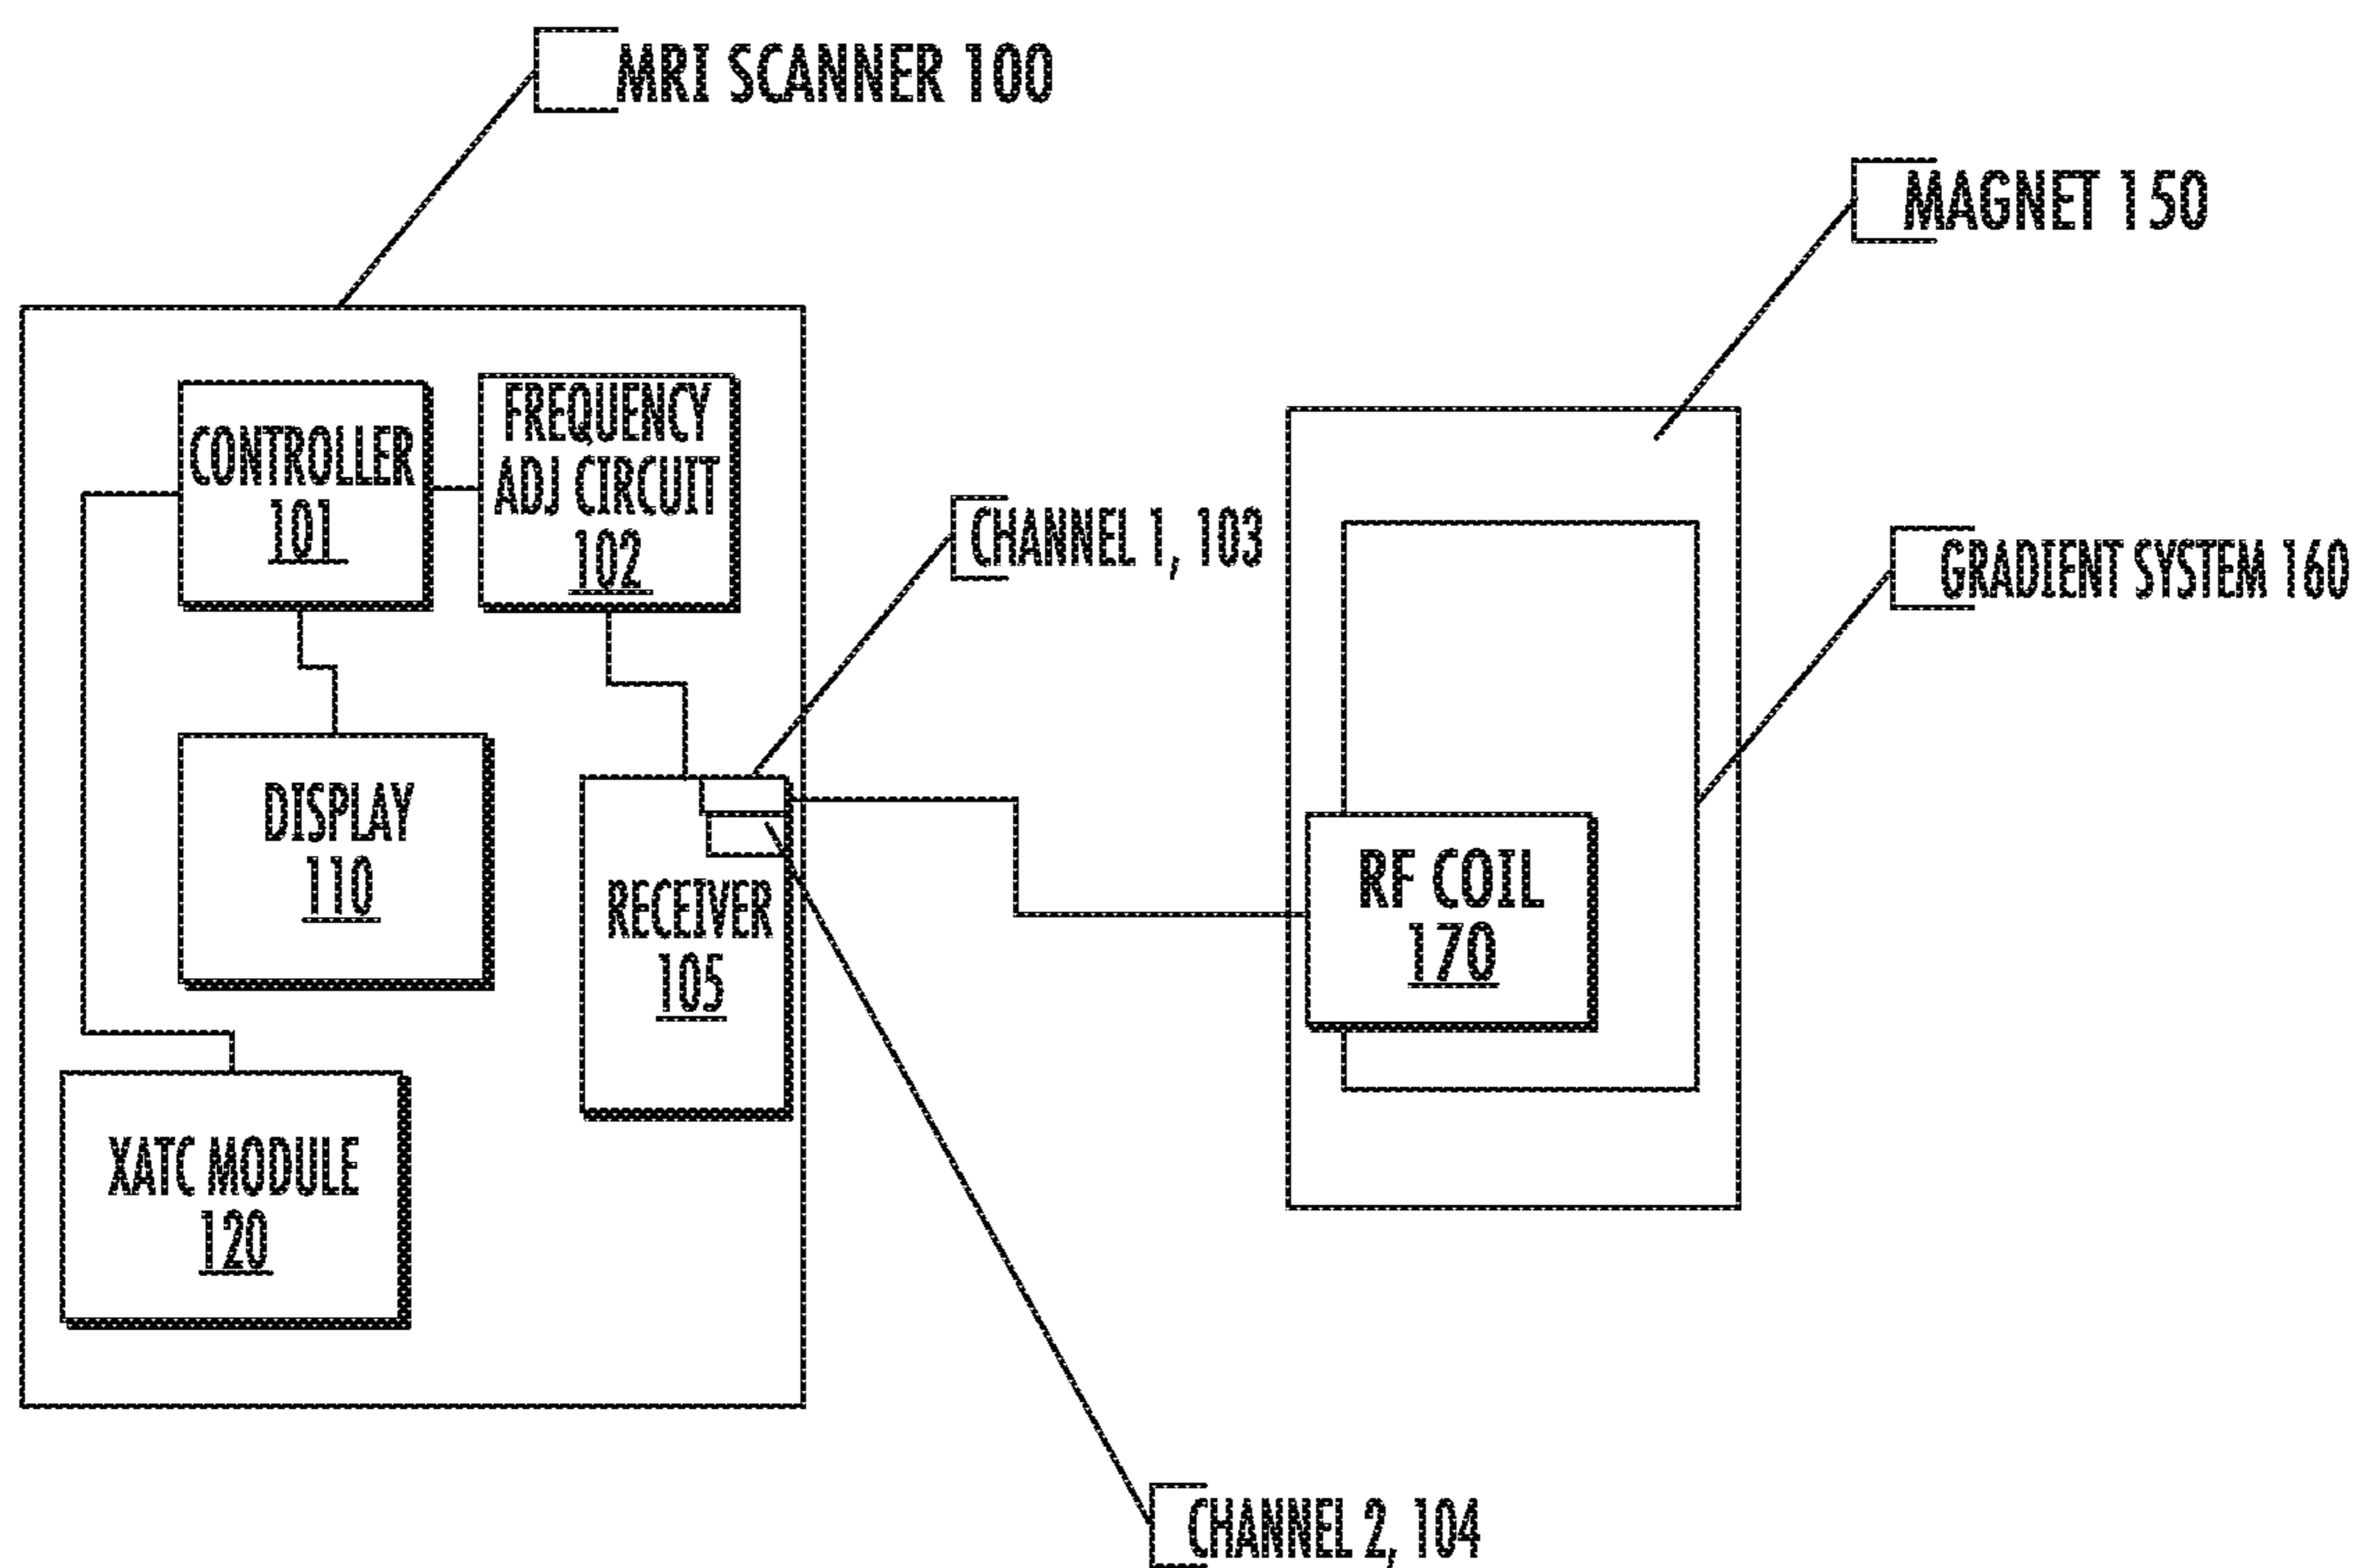 MRI SCANNER 100
MAGNET 150
CONTROLLER
101
FREQUENCY
ADJ CIRCUIT
102
CHANNEL 1, 103
GRADIENT SYSTEM 160
DISPLAY
110
RECEIVER
105
RF COIL
170
XATC MODULE
120
CHANNEL 2, 104